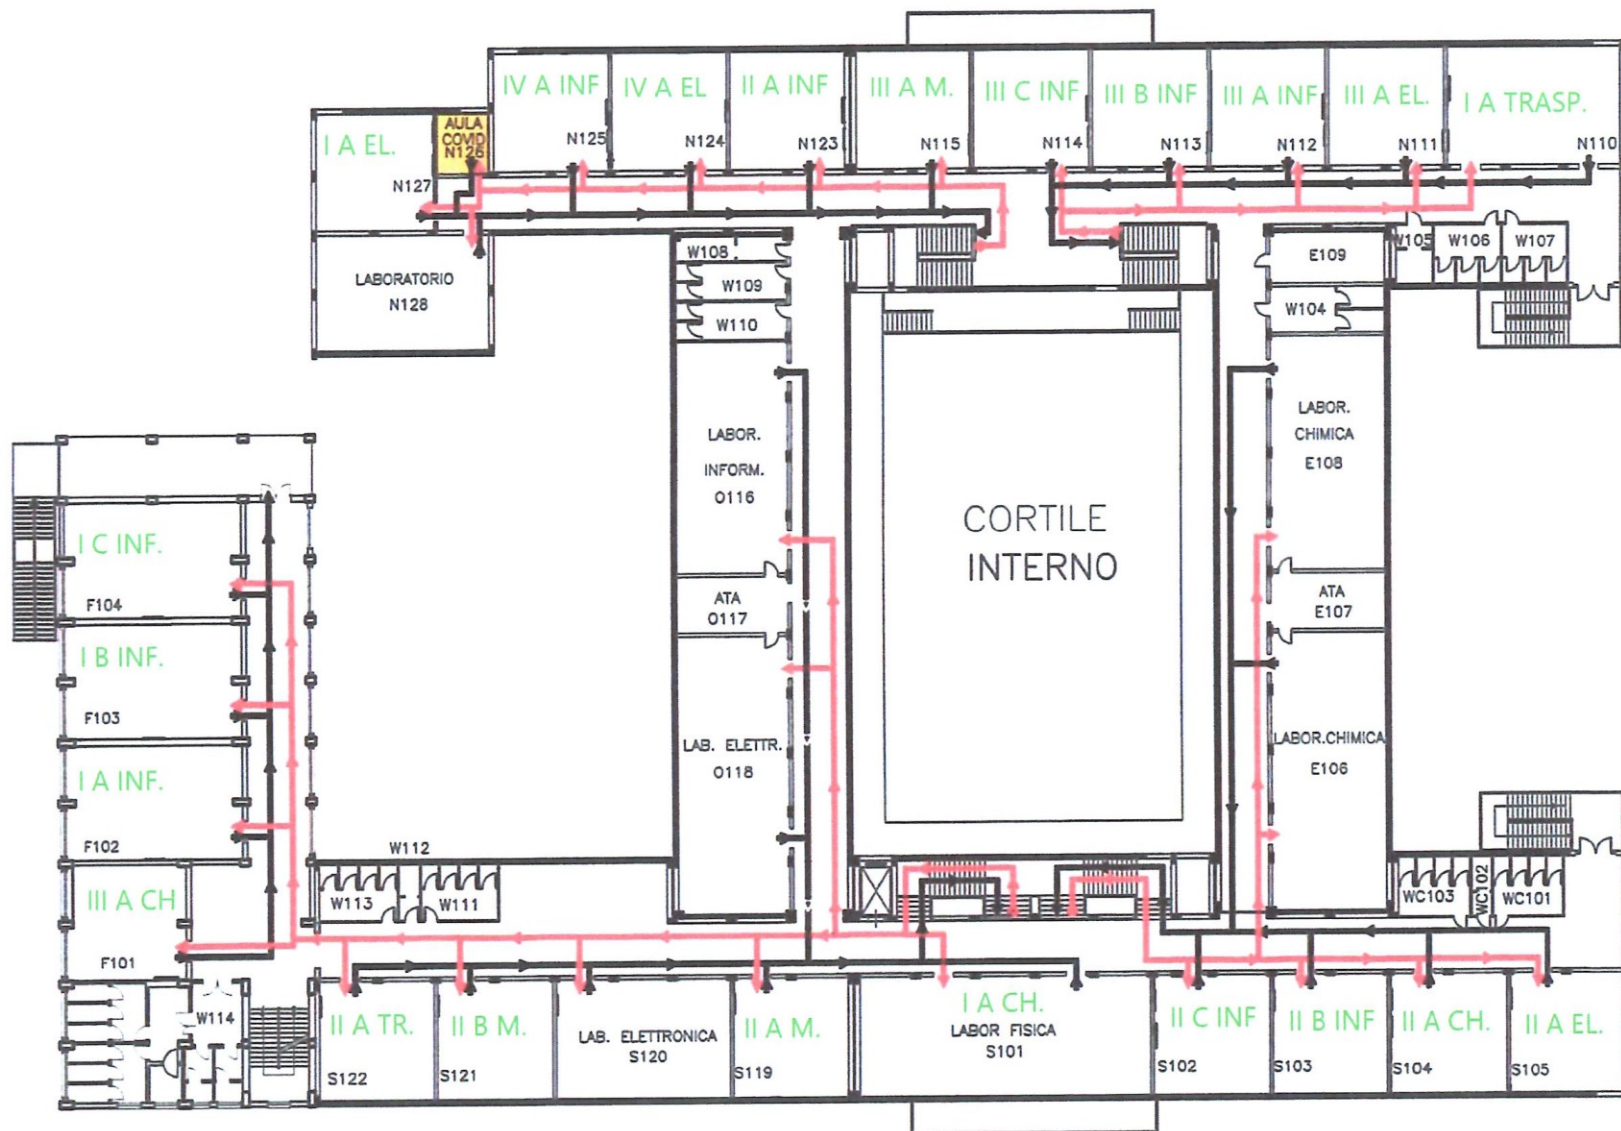 IV A INF
IV A EL
II A INF
III A M.
III C INF
III B INF
III A INF
III A EL.
I A TRASP.
I A EL.
AULA
COVID
N126
N125
N124
N123
N115
N114
N113
N112
N111
N110
N127
LABORATORIO
N128
W108
W109
W110
E109
W104
W105
W106
W107
LABOR.
INFORM.
O116
ATA
O117
LAB. ELETTR.
O118
CORTILE
INTERNO
LABOR.
CHIMICA
E108
ATA
E107
LABOR.CHIMICA
E106
I C INF.
F104
I B INF.
F103
I A INF.
F102
III A CH
F101
W112
W113
W111
W114
WC103
WC102
WC101
II A TR.
S122
II B M.
S121
LAB. ELETTRONICA
S120
II A M.
S119
I A CH.
LABOR FISICA
S101
II C INF
S102
II B INF
S103
II A CH.
S104
II A EL.
S105